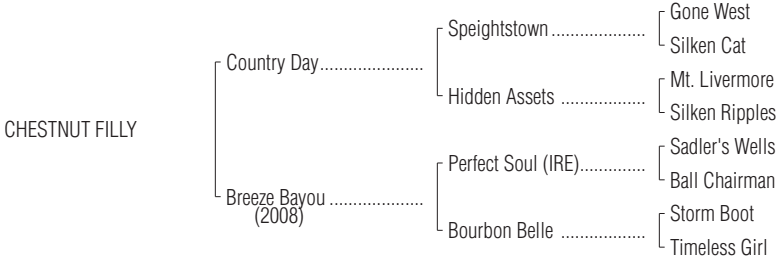 Gone West
Speightstown ......................
Silken Cat
Country Day......................
Mt. Livermore
Hidden Assets ..................
Silken Ripples
CHESTNUT FILLY
Sadler's Wells
Perfect Soul (IRE)..............
Ball Chairman
Breeze Bayou ....................
(2008)
Storm Boot
Bourbon Belle ..................
Timeless Girl